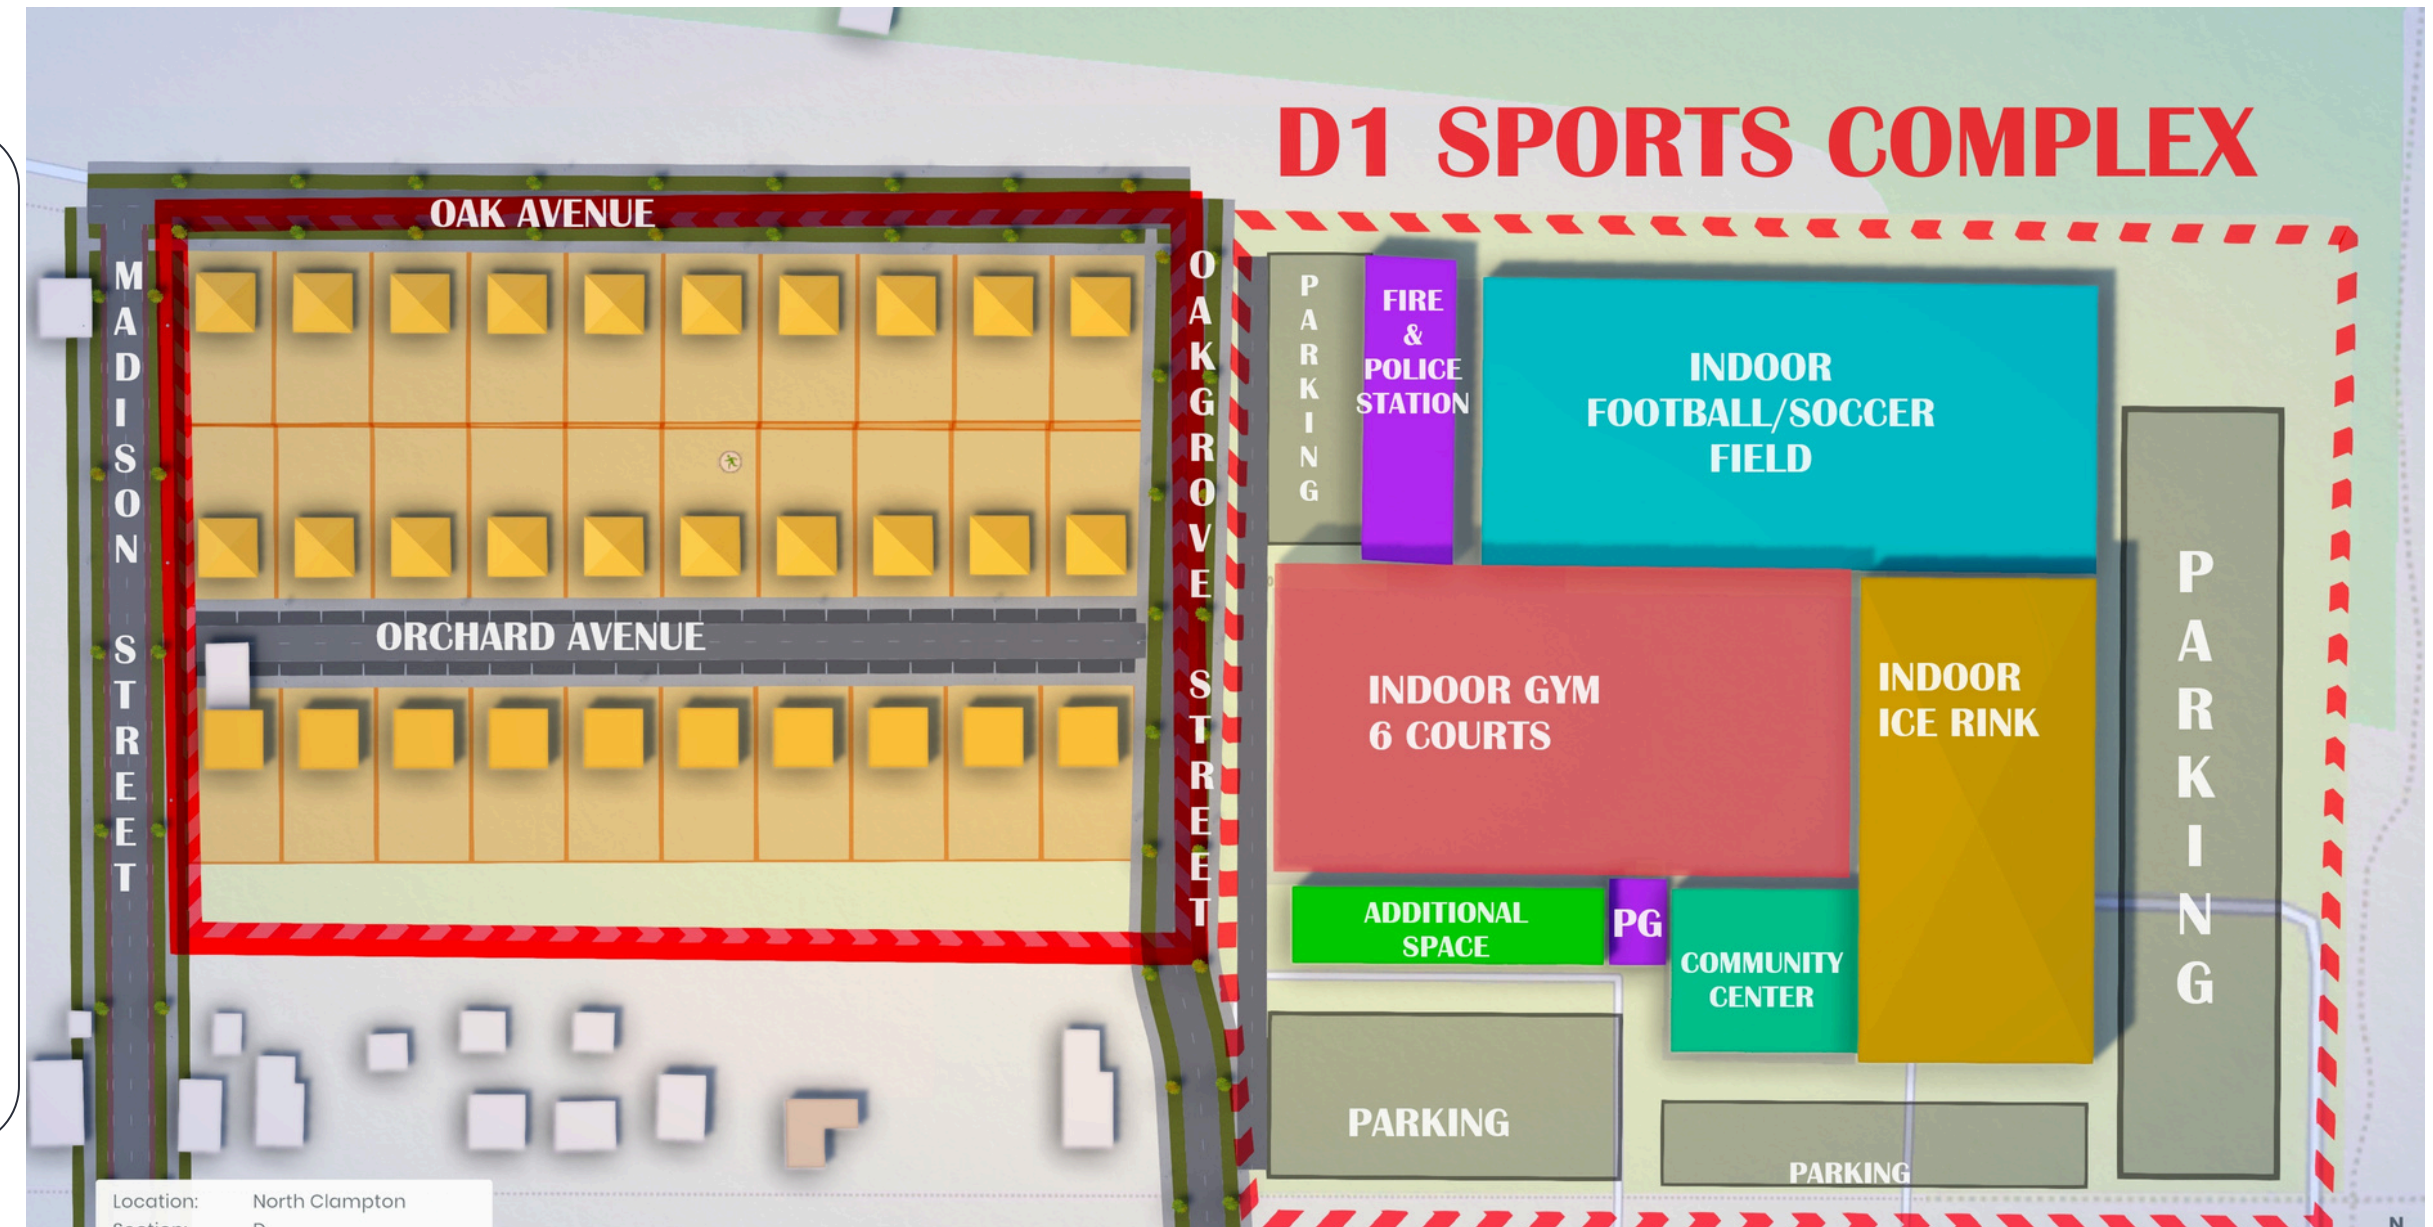 D1 SPORTS COMPLEX
OAK AVENUE
MADISON STREET
OAKGROVE STREET
ORCHARD AVENUE
PARKING
FIRE
&
POLICE
STATION
INDOOR
FOOTBALL/SOCCER
FIELD
PARKING
INDOOR GYM
6 COURTS
INDOOR
ICE RINK
ADDITIONAL
SPACE
PG
COMMUNITY
CENTER
PARKING
PARKING
Location: North Clampton
Section: D
N